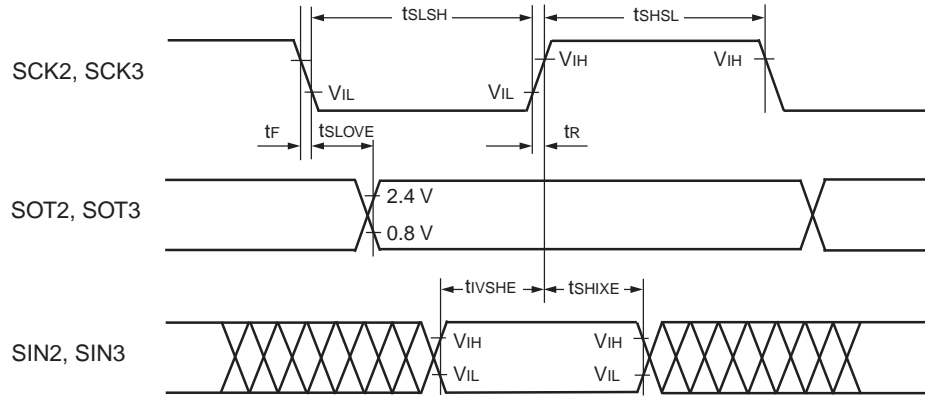 tSLSH tSHSL
SCK2, SCK3
VIH VIH
VIL VIL
tF tSLOVE tR
SOT2, SOT3
2.4 V
0.8 V
tIVSHE tSHIXE
SIN2, SIN3
VIH VIH
VIL VIL